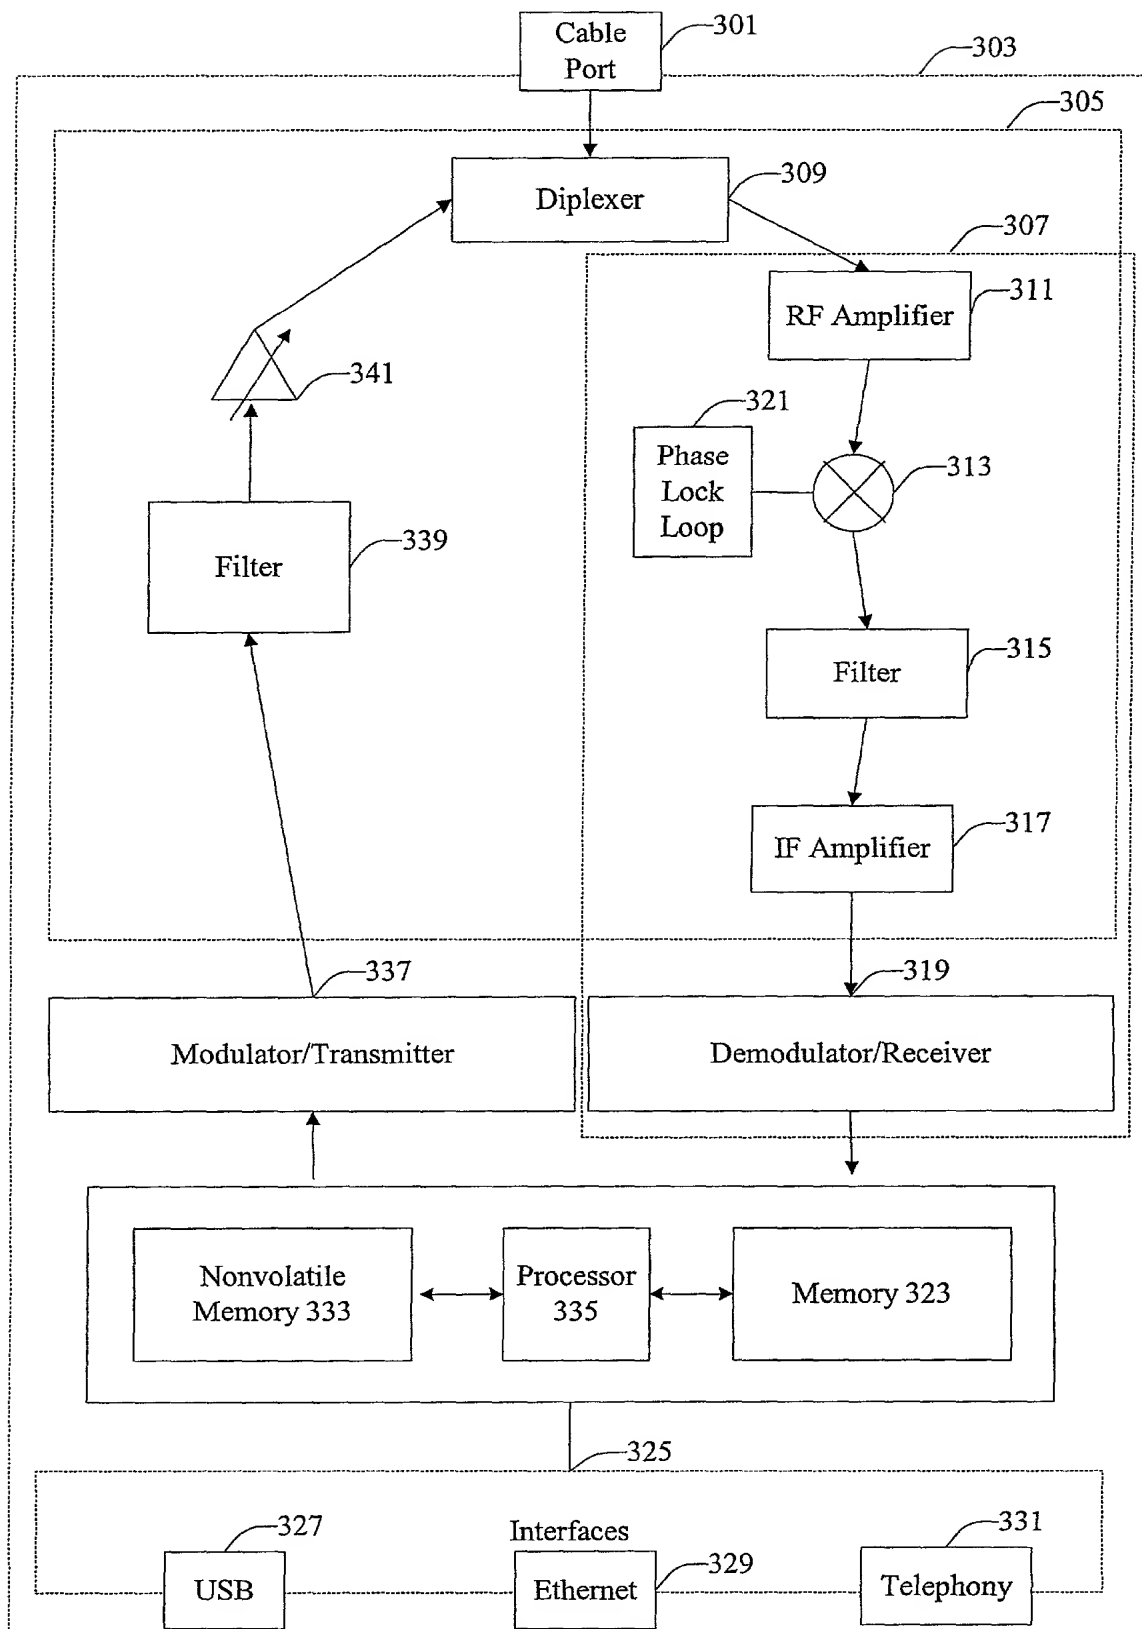 Cable
Port
301
303
305
Diplexer
309
307
RF Amplifier
311
341
321
Phase
Lock
Loop
313
Filter
339
Filter
315
IF Amplifier
317
337
319
Modulator/Transmitter
Demodulator/Receiver
Nonvolatile
Memory 333
Processor
335
Memory 323
325
327
Interfaces
331
USB
Ethernet
329
Telephony